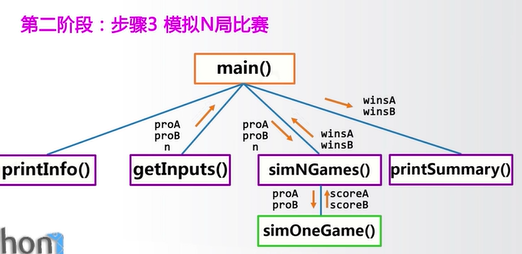 第二阶段：步骤3 模拟N局比赛
main()
winsA
winsB
proA
proB
n
proA
proB
n
winsA
winsB
printInfo()
getInputs()
simNGames()
printSummary()
proA
proB
scoreA
scoreB
simOneGame()
hon